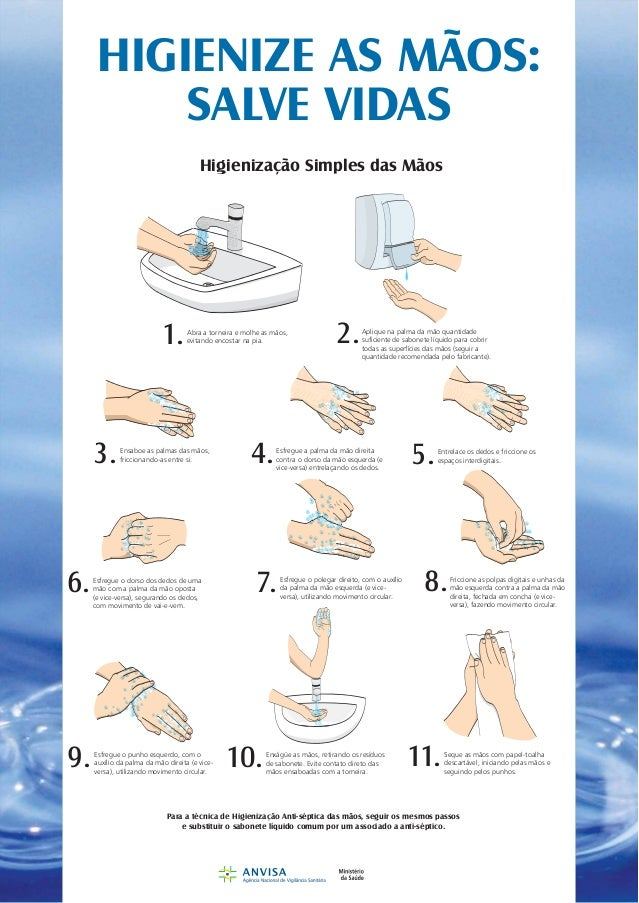 HIGIENIZE AS MÃOS:
SALVE VIDAS
Higienização Simples das Mãos
1. Abra a torneira e molhe as mãos,
evitando encostar na pia.
2. Aplique na palma da mão quantidade
suficiente de sabonete líquido para cobrir
todas as superfícies das mãos (seguir a
quantidade recomendada pelo fabricante).
3. Ensaboe as palmas das mãos,
friccionando-as entre si.
4. Esfregue a palma da mão direita
contra o dorso da mão esquerda (e
vice-versa) entrelaçando os dedos.
5. Entrelace os dedos e friccione os
espaços interdigitais.
6. Esfregue o dorso dos dedos de uma
mão com a palma da mão oposta
(e vice-versa), segurando os dedos,
com movimento de vai-e-vem.
7. Esfregue o polegar direito, com o auxílio
da palma da mão esquerda (e vice-
versa), utilizando movimento circular.
8. Friccione as polpas digitais e unhas da
mão esquerda contra a palma da mão
direita, fechada em concha (e vice-
versa), fazendo movimento circular.
9. Esfregue o punho esquerdo, com o
auxílio da palma da mão direita (e vice-
versa), utilizando movimento circular.
10. Enxágüe as mãos, retirando os resíduos
de sabonete. Evite contato direto das
mãos ensaboadas com a torneira.
11. Seque as mãos com papel-toalha
descartável, iniciando pelas mãos e
seguindo pelos punhos.
Para a técnica de Higienização Anti-séptica das mãos, seguir os mesmos passos
e substituir o sabonete líquido comum por um associado a anti-séptico.
ANVISA
Agência Nacional de Vigilância Sanitária
Ministério
da Saúde